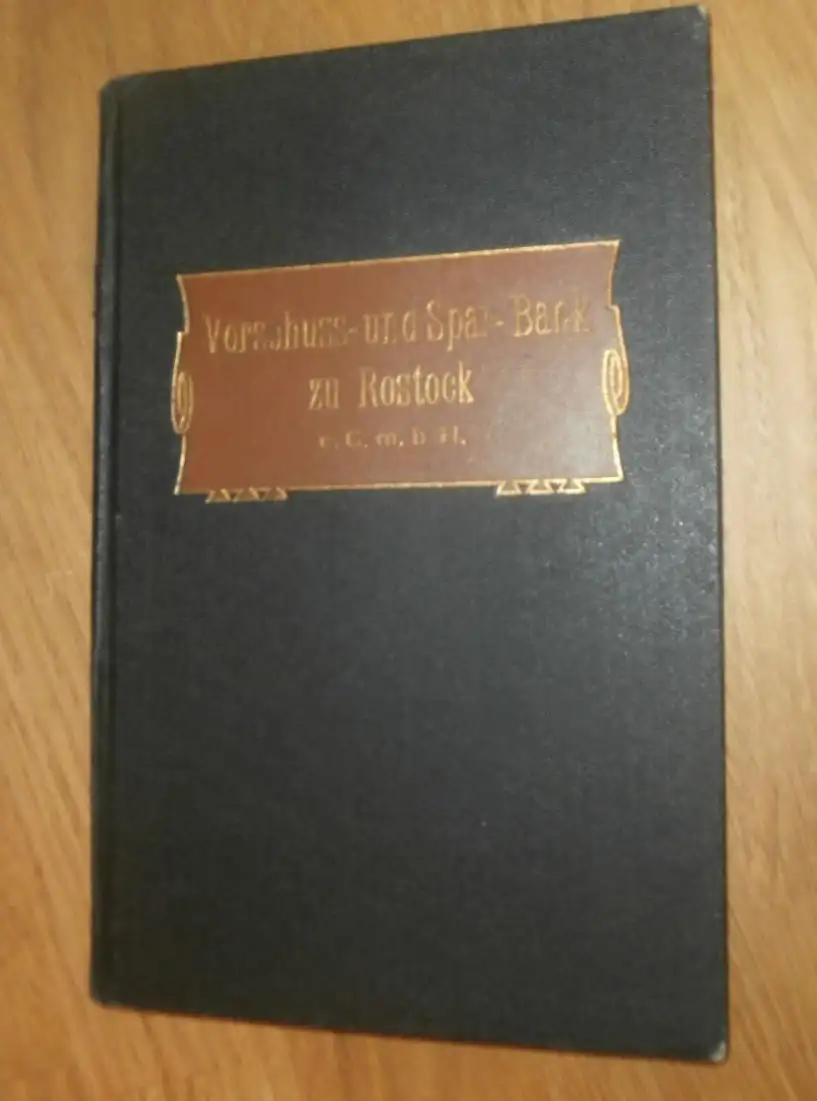 Vorschuss- und Spar-Bank
zu Rostock
e. G. m. b. H.